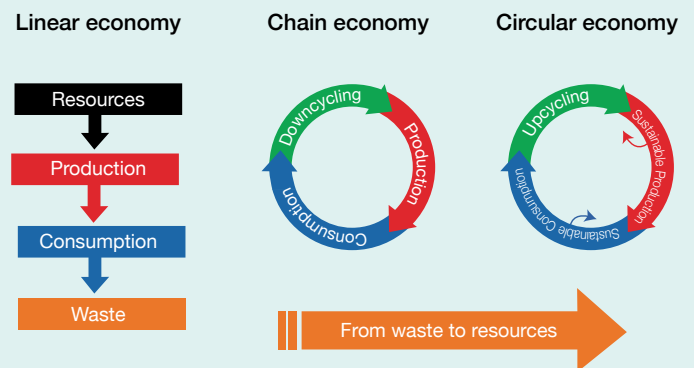 Linear economy
Chain economy
Circular economy
Resources
Production
Consumption
Waste
Downcycling
Production
Consumption
Upcycling
Sustainable Production
Sustainable Consumption
From waste to resources